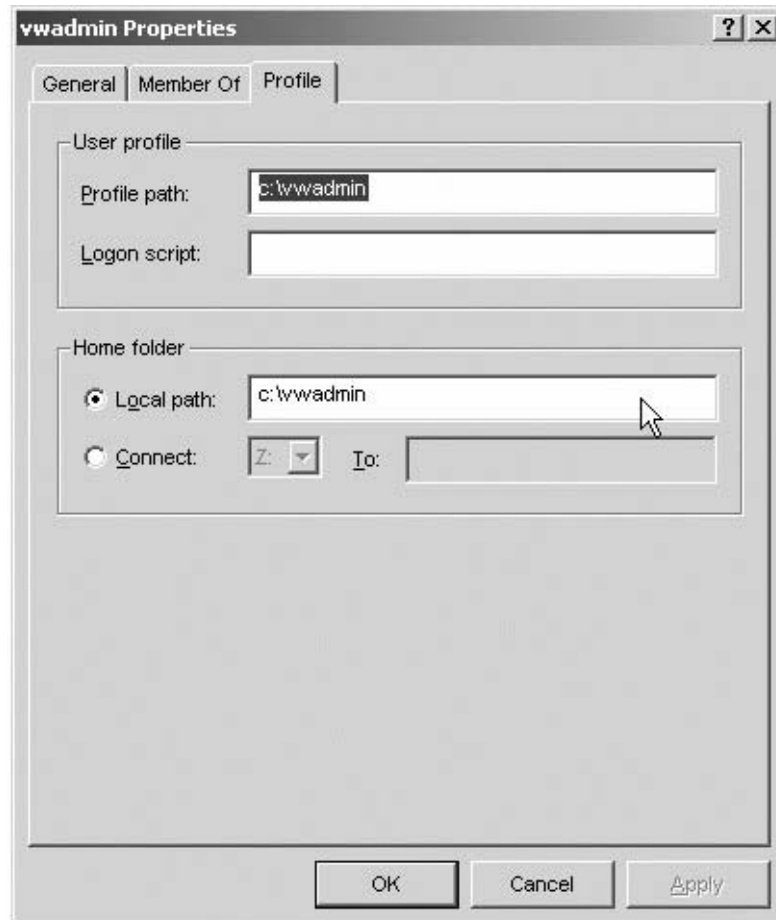 vwadmin Properties
General Member Of Profile
User profile
Profile path: c:\vwadmin
Logon script:
Home folder
Local path: c:\vwadmin
Connect: Z: To:
OK Cancel Apply